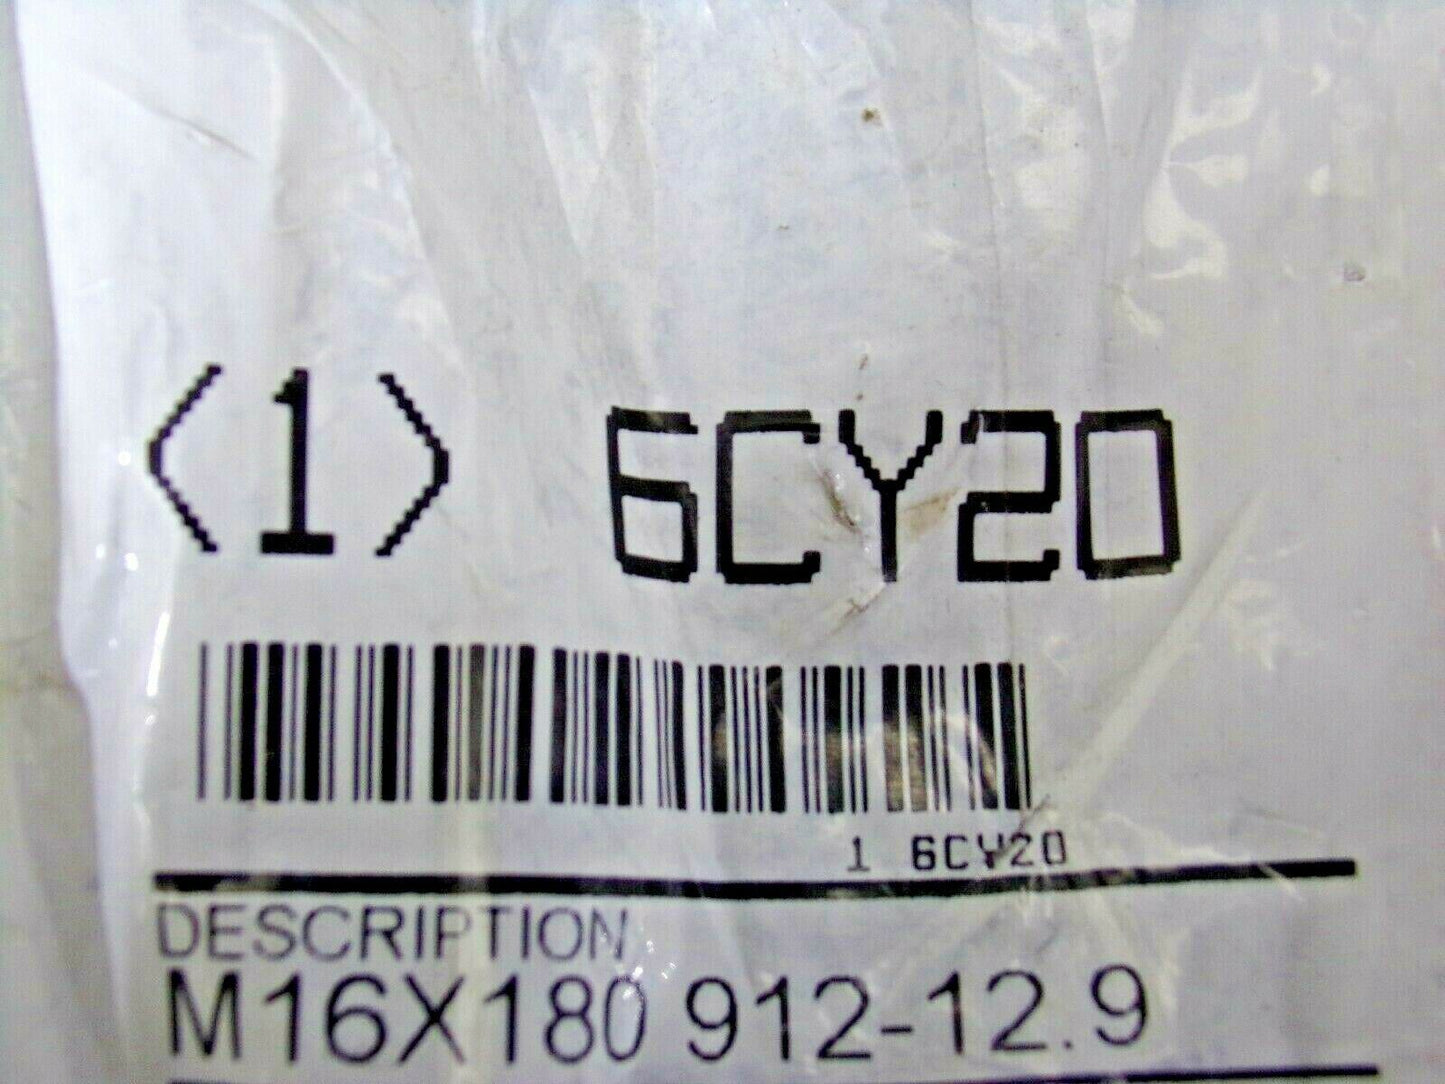 <1> 6CY20
1 6CY20
DESCRIPTION
M16X180 912-12.9